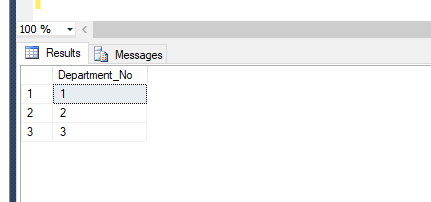 100 %
Results Messages
Department_No
1 1
2 2
3 3